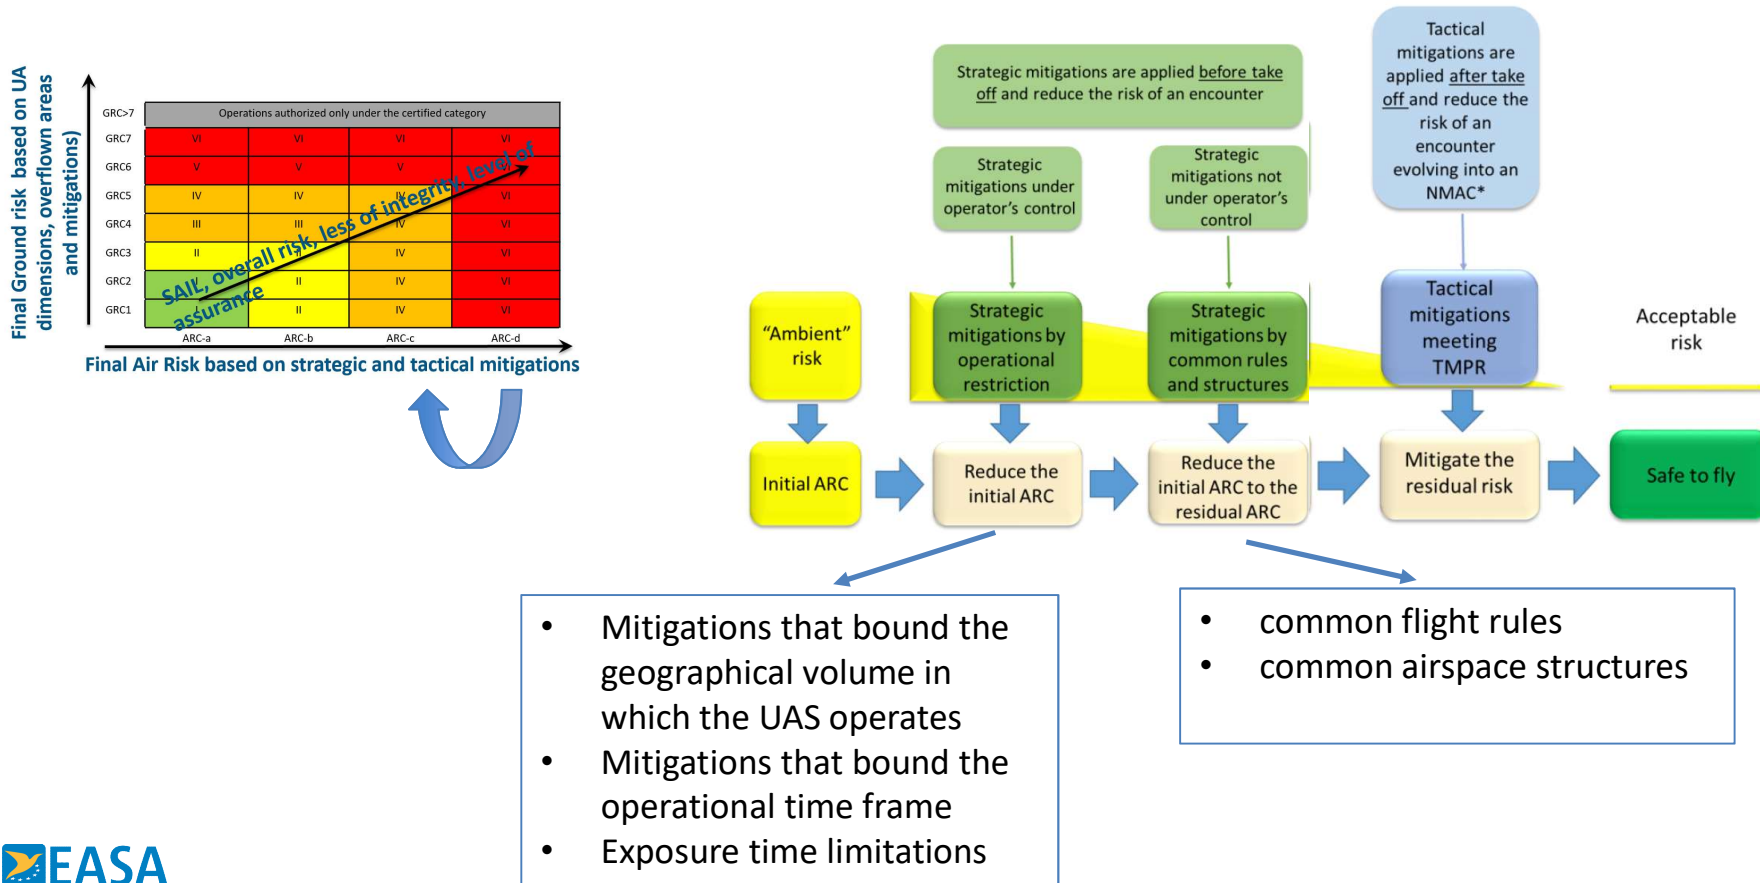 Final Ground risk based on UA
dimensions, overflown areas
and mitigations)
GRC>7
Operations authorized only under the certified category
GRC7
VI
VI
VI
VI
GRC6
V
V
V
GRC5
IV
IV
IV
VI
GRC4
III
III
IV
VI
GRC3
II
II
IV
VI
GRC2
II
IV
VI
GRC1
II
IV
VI
SAIL, overall risk, less of integrity, level of
assurance
ARC-a
ARC-b
ARC-c
ARC-d
Final Air Risk based on strategic and tactical mitigations
Strategic mitigations are applied before take
off and reduce the risk of an encounter
Tactical
mitigations are
applied after take
off and reduce the
risk of an
encounter
evolving into an
NMAC*
Strategic
mitigations under
operator's control
Strategic
mitigations not
under operator's
control
"Ambient"
risk
Strategic
mitigations by
operational
restriction
Strategic
mitigations by
common rules
and structures
Tactical
mitigations
meeting
TMPR
Acceptable
risk
Initial ARC
Reduce the
initial ARC
Reduce the
initial ARC to the
residual ARC
Mitigate the
residual risk
Safe to fly
• Mitigations that bound the
geographical volume in
which the UAS operates
• Mitigations that bound the
operational time frame
• Exposure time limitations
• common flight rules
• common airspace structures
EASA